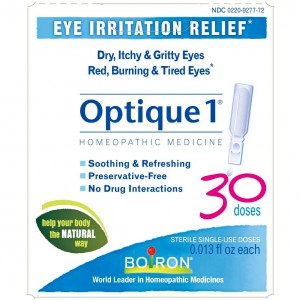 NDC 0220-9277-72
EYE IRRITATION RELIEF*
Dry, Itchy & Gritty Eyes
Red, Burning & Tired Eyes*
Optique 1®
HOMEOPATHIC MEDICINE
Soothing & Refreshing
Preservative-Free
No Drug Interactions
30
doses
help your body
the NATURAL
way
STERILE SINGLE-USE DOSES
0.013 fl oz each
BOIRON®
World Leader in Homeopathic Medicines